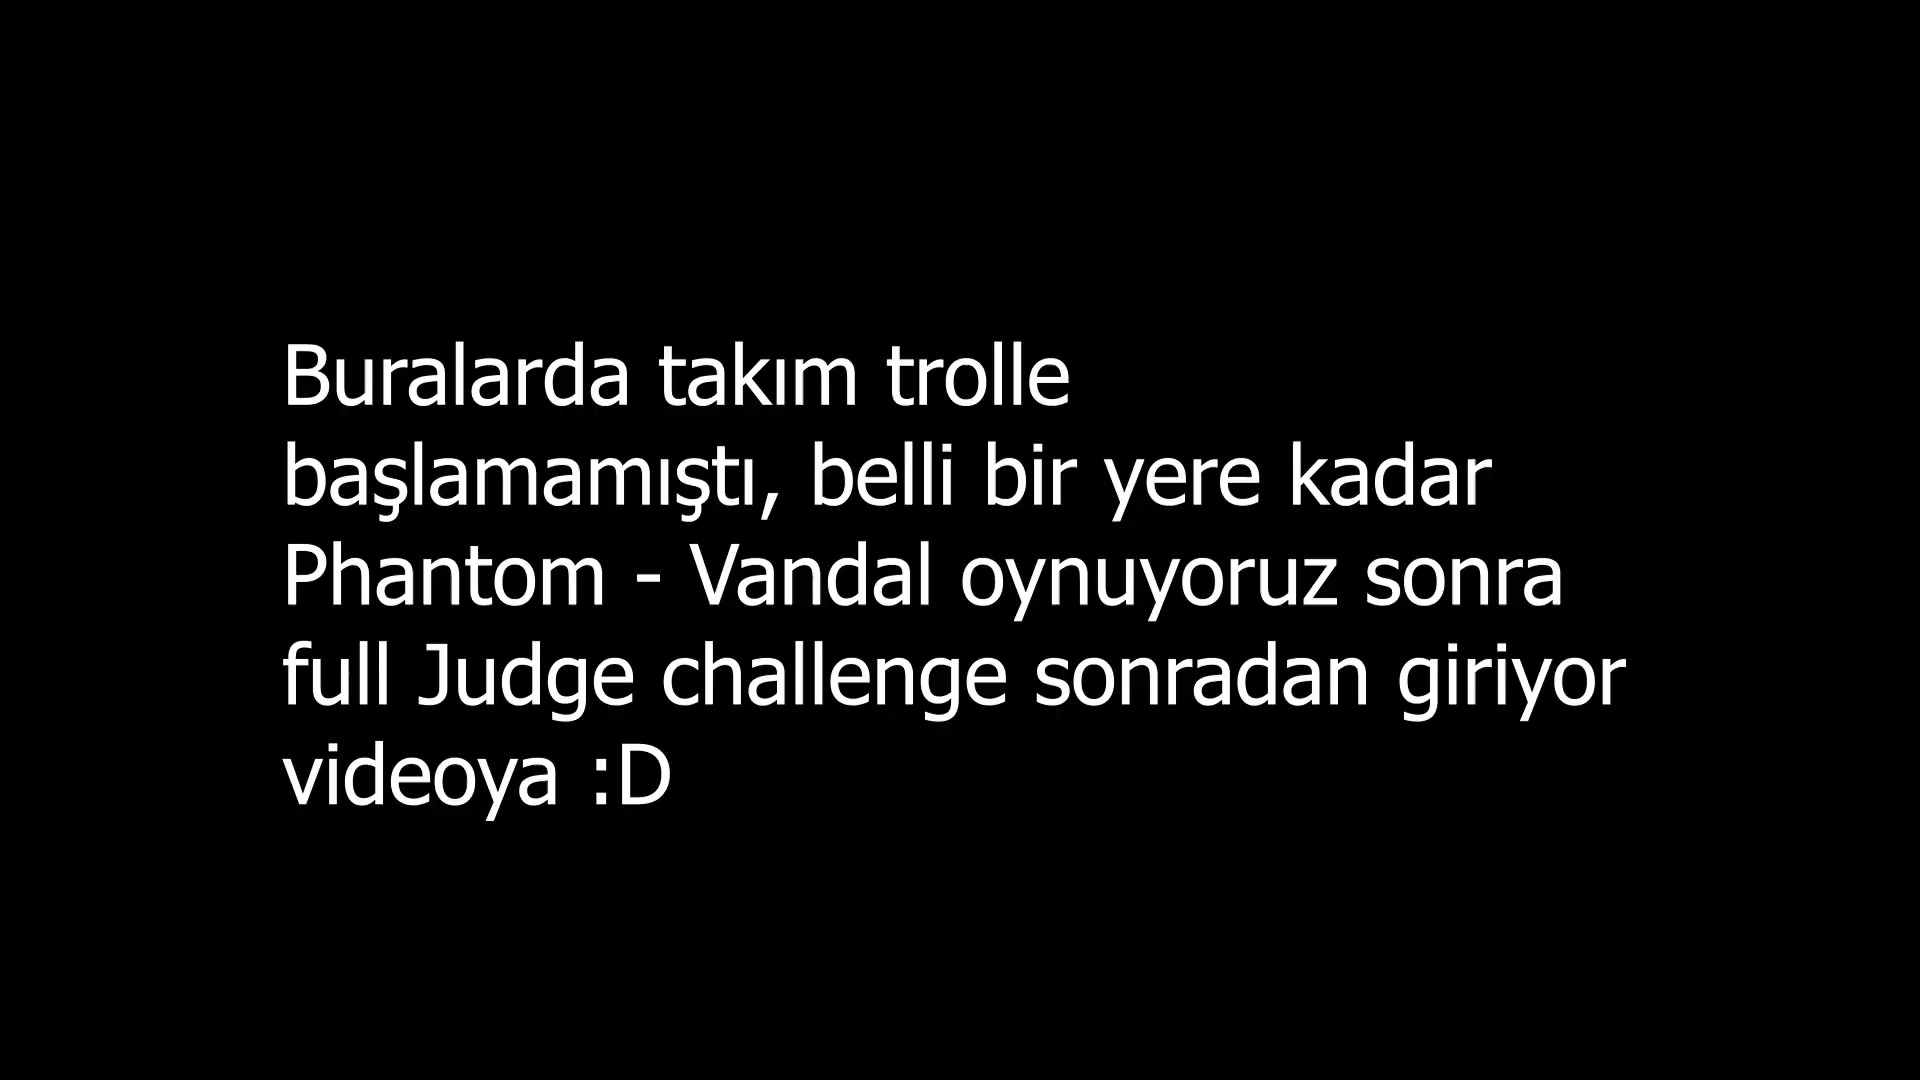 Buralarda takım trolle
başlamamıştı, belli bir yere kadar
Phantom - Vandal oynuyoruz sonra
full Judge challenge sonradan giriyor
videoya :D